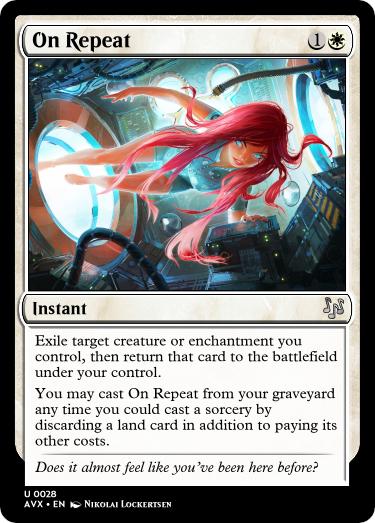 On Repeat 1
Instant
Exile target creature or enchantment you
control, then return that card to the battlefield
under your control.
You may cast On Repeat from your graveyard
any time you could cast a sorcery by
discarding a land card in addition to paying its
other costs.
Does it almost feel like you've been here before?
U 0028
AVX • EN Nikolai Lockertsen